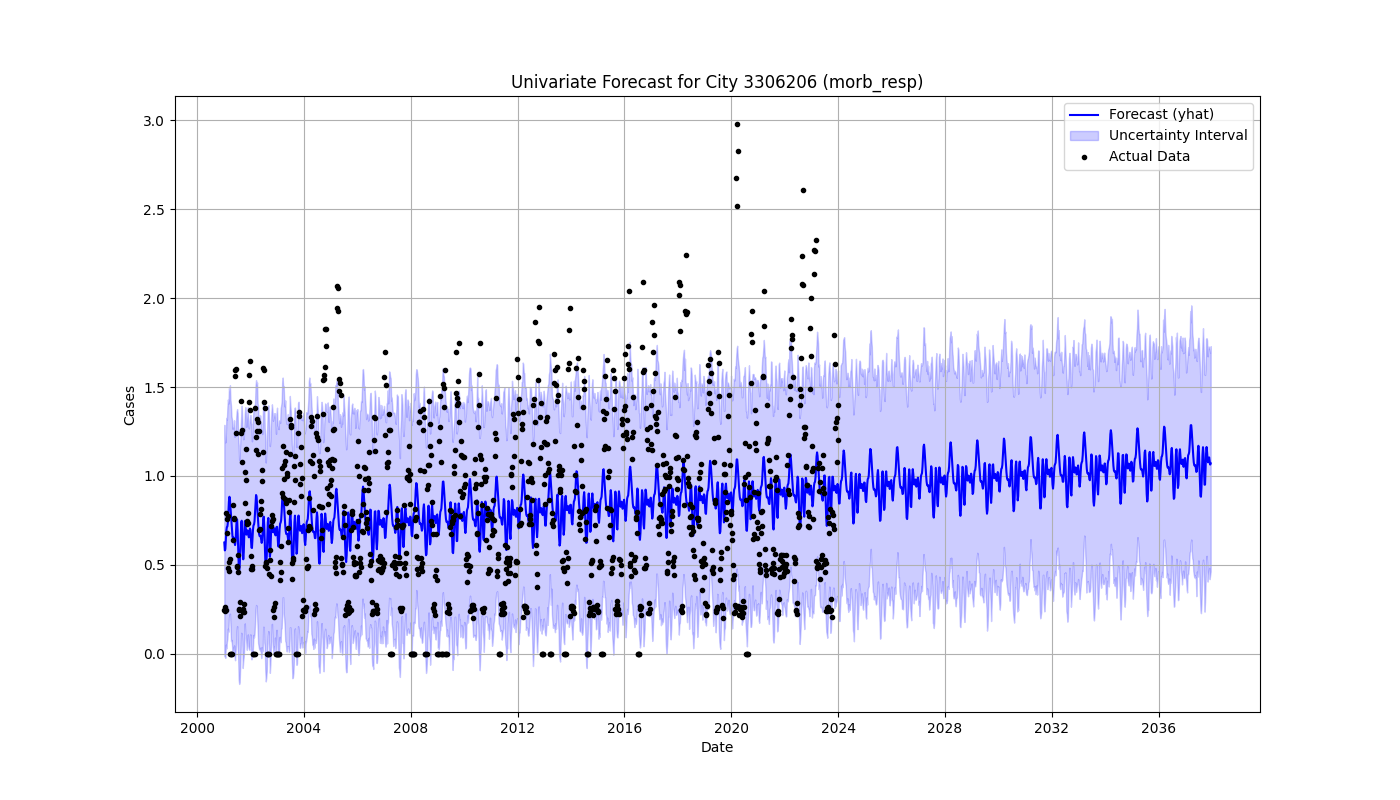 Univariate Forecast for City 3306206 (morb_resp)
Forecast (yhat)
Uncertainty Interval
Actual Data
3.0
2.5
2.0
1.5
1.0
0.5
0.0
Cases
2000 2004 2008 2012 2016 2020 2024 2028 2032 2036
Date